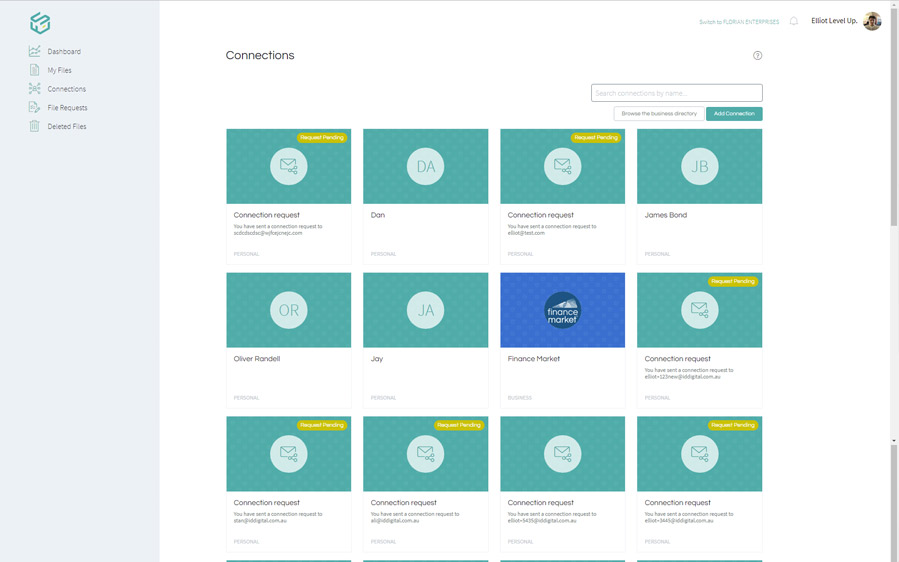 Switch to FLORIAN ENTERPRISES
Elliot Level Up.
Dashboard
My Files
Connections
File Requests
Deleted Files
Connections
Search connections by name...
Browse the business directory
Add Connection
Request Pending
Connection request
You have sent a connection request to
scdcdscdsc@wjfcejcnejc.com
PERSONAL
DA
Dan
PERSONAL
Request Pending
Connection request
You have sent a connection request to
elliot@test.com
PERSONAL
JB
James Bond
PERSONAL
OR
Oliver Randell
PERSONAL
JA
Jay
PERSONAL
finance
market
Finance Market
BUSINESS
Request Pending
Connection request
You have sent a connection request to
elliot+123new@iddigital.com.au
PERSONAL
Request Pending
Connection request
You have sent a connection request to
stan@iddigital.com.au
PERSONAL
Request Pending
Connection request
You have sent a connection request to
ali@iddigital.com.au
PERSONAL
Connection request
You have sent a connection request to
elliot+5435@iddigital.com.au
PERSONAL
Request Pending
Connection request
You have sent a connection request to
elliot+3445@iddigital.com.au
PERSONAL